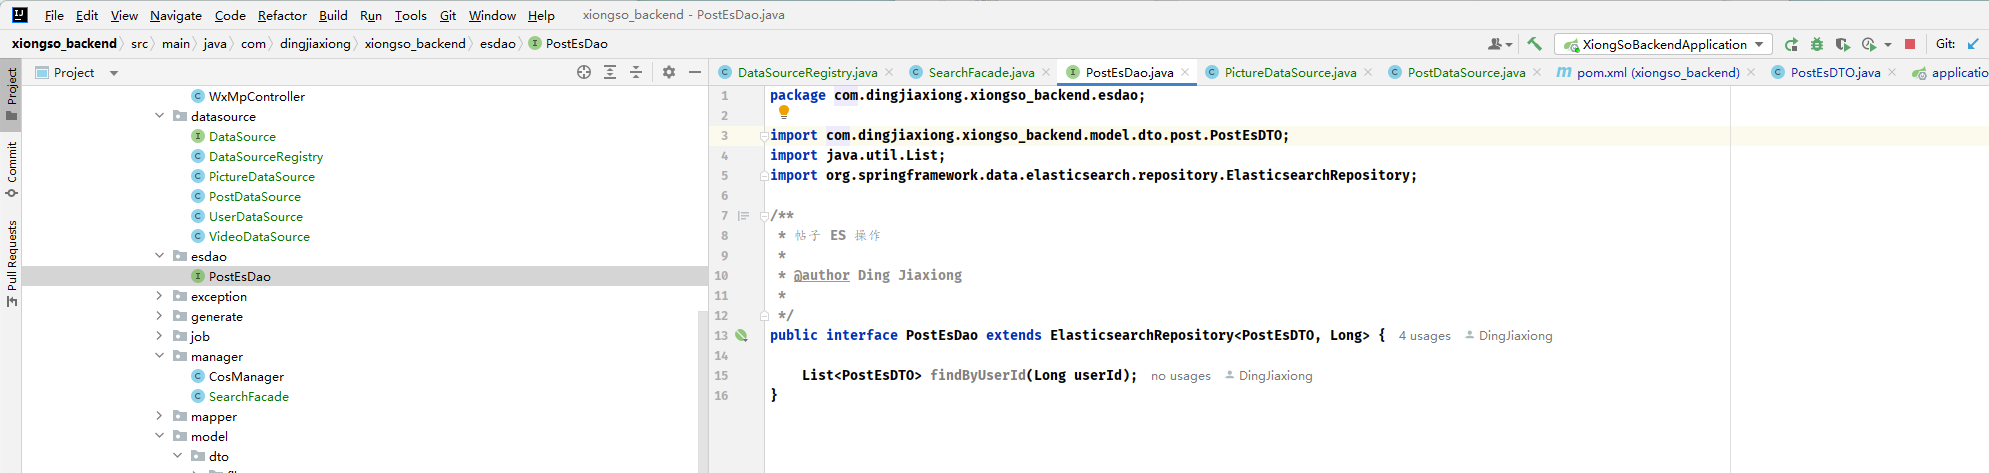 File Edit View Navigate Code Refactor Build Run Tools Git Window Help xiongso_backend - PostEsDao.java
xiongso_backend src main java com dingjiaxiong xiongso_backend esdao PostEsDao XiongSoBackendApplication Git:
Project
Commit
Pull Requests
Project
WxMpController
datasource
DataSource
DataSourceRegistry
PictureDataSource
PostDataSource
UserDataSource
VideoDataSource
esdao
PostEsDao
exception
generate
job
manager
CosManager
SearchFacade
mapper
model
dto
DataSourceRegistry.java SearchFacade.java PostEsDao.java PictureDataSource.java PostDataSource.java pom.xml (xiongso_backend) PostEsDTO.java applicatio
1 package com.dingjiaxiong.xiongso_backend.esdao;
2
3 import com.dingjiaxiong.xiongso_backend.model.dto.post.PostEsDTO;
4 import java.util.List;
5 import org.springframework.data.elasticsearch.repository.ElasticsearchRepository;
6
7 /**
8 * 帖子 ES 操作
9 *
10 * @author Ding Jiaxiong
11 *
12 */
13 public interface PostEsDao extends ElasticsearchRepository<PostEsDTO, Long> { 4 usages DingJiaxiong
14
15 List<PostEsDTO> findByUserId(Long userId); no usages DingJiaxiong
16 }